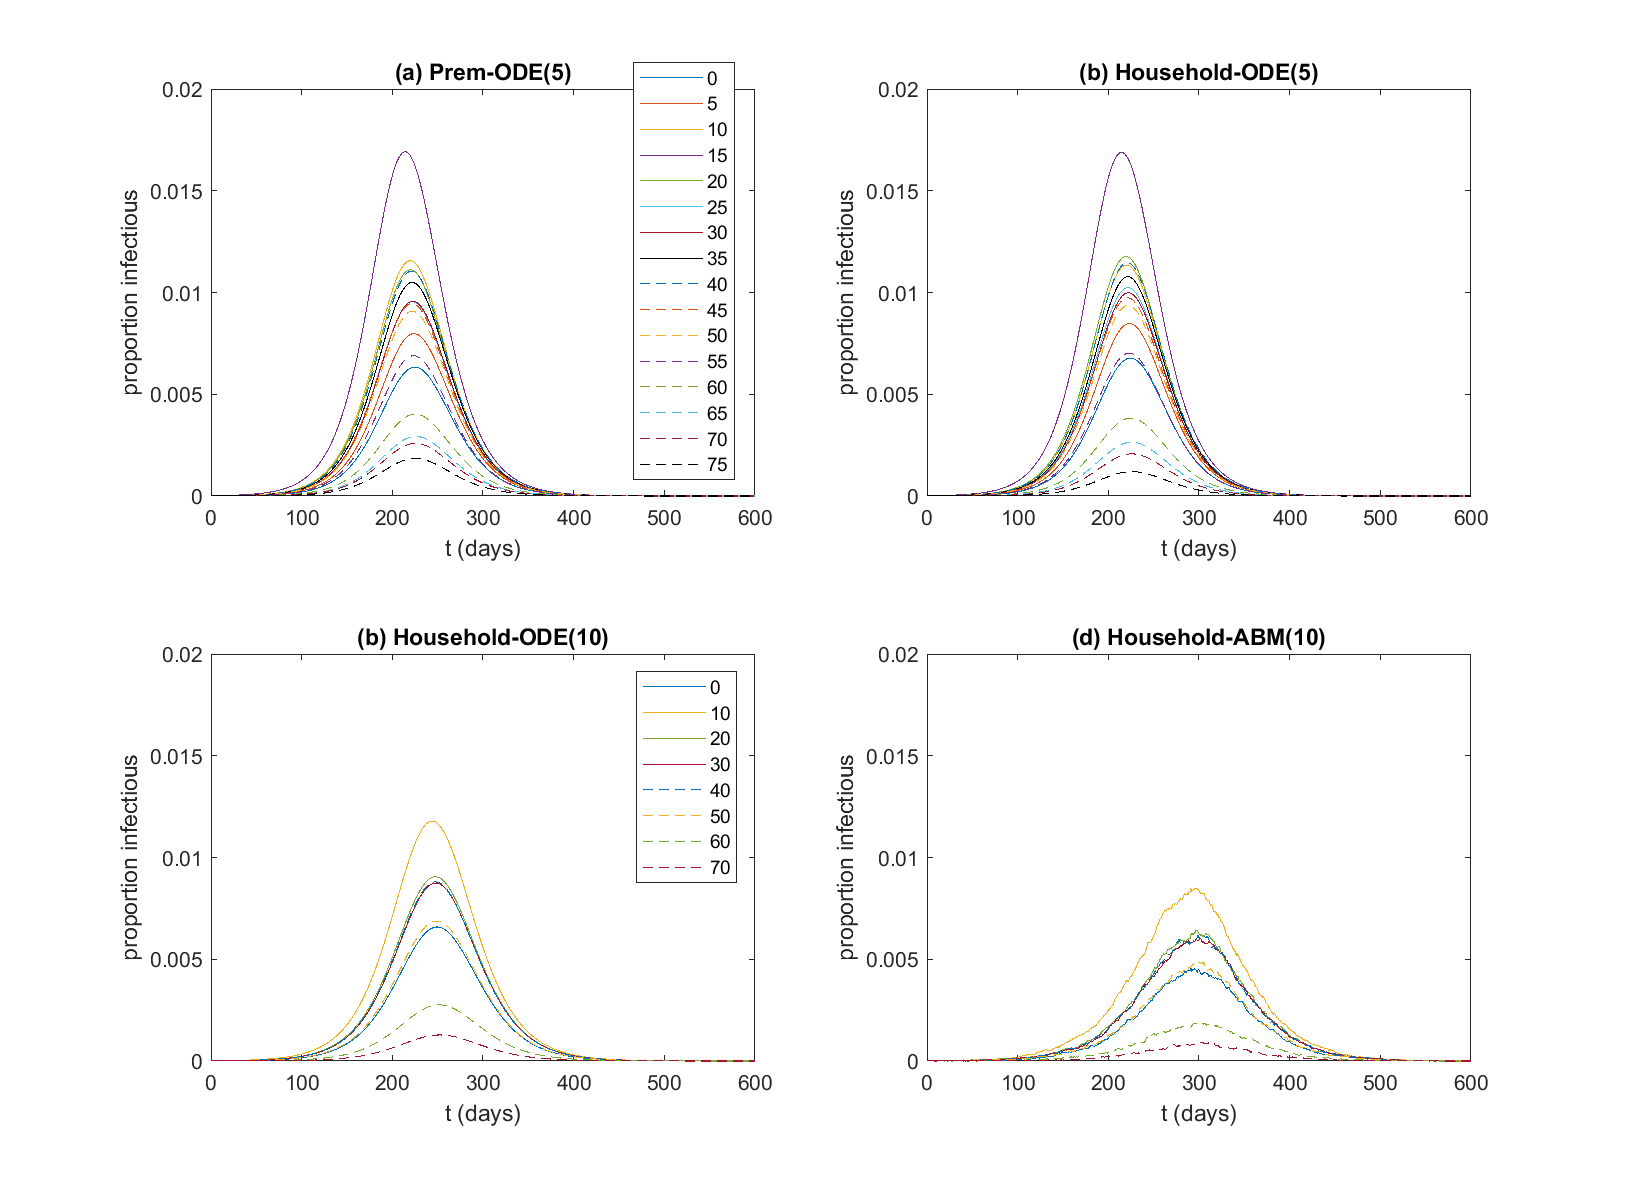 (a) Prem-ODE(5)
0.02
0.015
0.01
0.005
0
0 100 200 300 400 500 600
t (days)
proportion infectious
0
5
10
15
20
25
30
35
40
45
50
55
60
65
70
75
(b) Household-ODE(5)
0.02
0.015
0.01
0.005
0
0 100 200 300 400 500 600
t (days)
proportion infectious
(b) Household-ODE(10)
0.02
0.015
0.01
0.005
0
0 100 200 300 400 500 600
t (days)
proportion infectious
0
10
20
30
40
50
60
70
(d) Household-ABM(10)
0.02
0.015
0.01
0.005
0
0 100 200 300 400 500 600
t (days)
proportion infectious